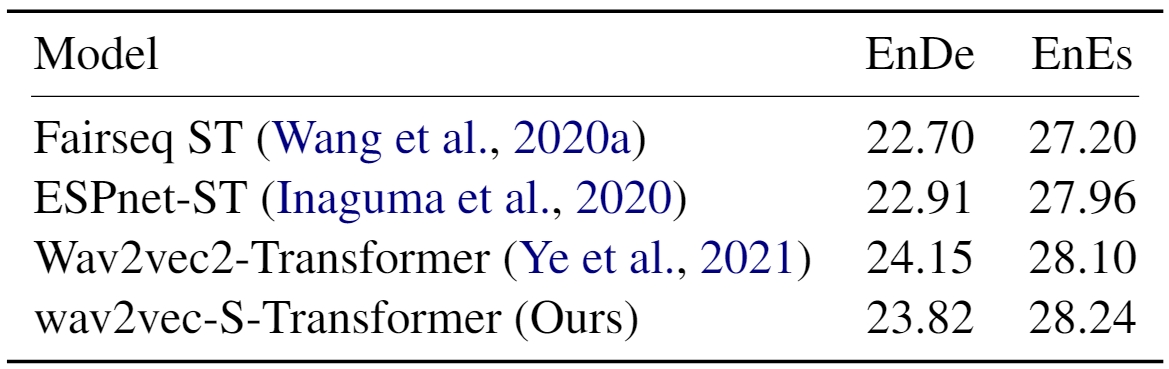 Model EnDe EnEs
Fairseq ST (Wang et al., 2020a) 22.70 27.20
ESPnet-ST (Inaguma et al., 2020) 22.91 27.96
Wav2vec2-Transformer (Ye et al., 2021) 24.15 28.10
wav2vec-S-Transformer (Ours) 23.82 28.24